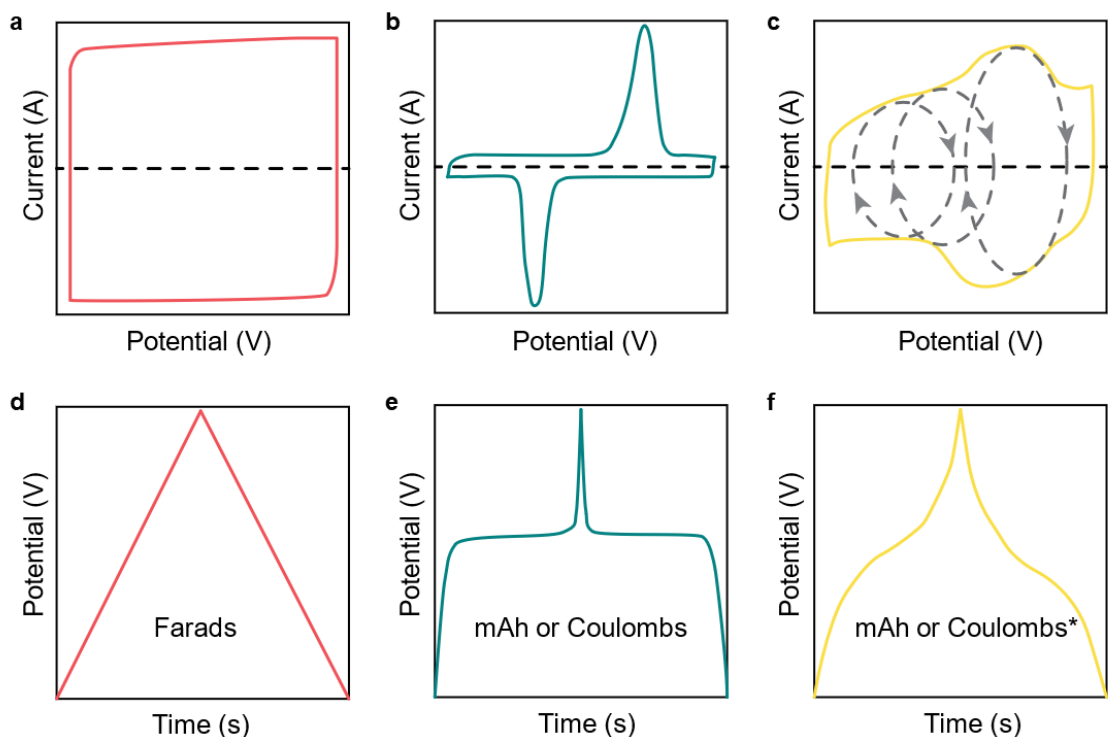 a
Current (A)
Potential (V)
b
Current (A)
Potential (V)
c
Current (A)
Potential (V)
d
Potential (V)
Farads
Time (s)
e
Potential (V)
mAh or Coulombs
Time (s)
f
Potential (V)
mAh or Coulombs*
Time (s)